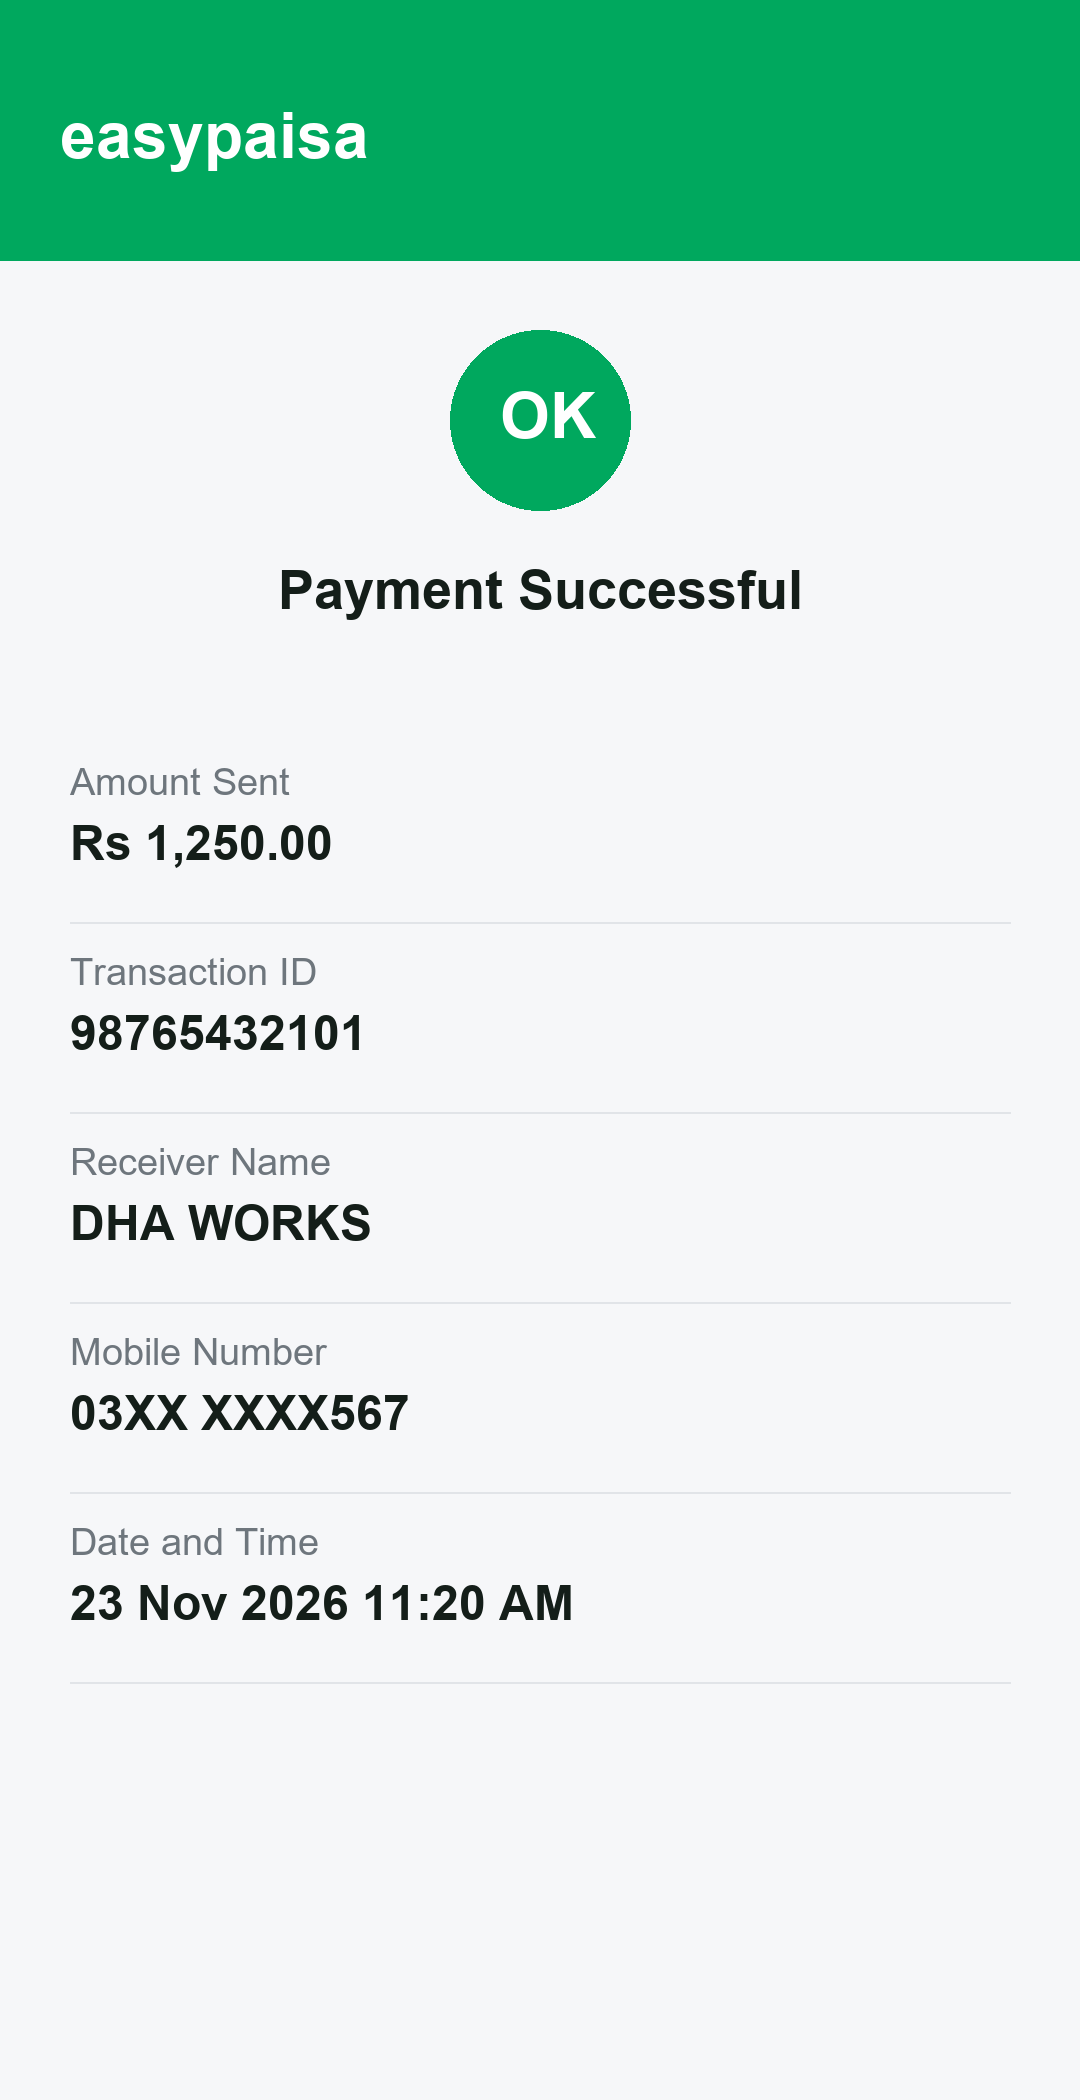 easypaisa
OK
Payment Successful
Amount Sent
Rs 1,250.00
Transaction ID
98765432101
Receiver Name
DHA WORKS
Mobile Number
03XX XXXX567
Date and Time
23 Nov 2026 11:20 AM